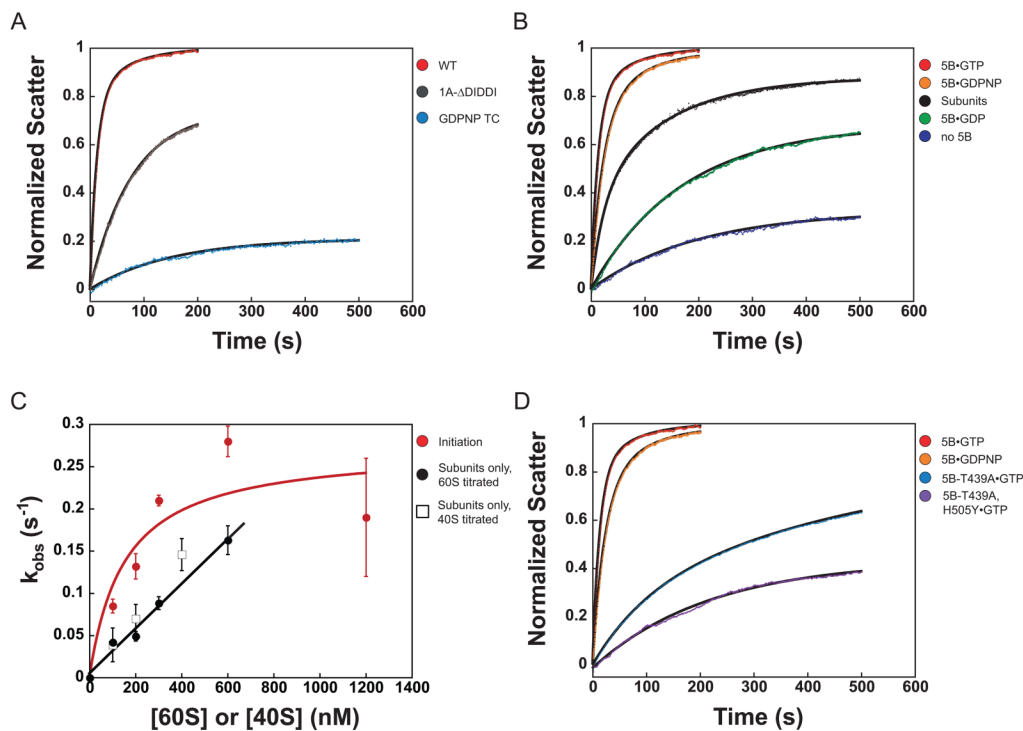 A
Normalized Scatter
1
0.8
0.6
0.4
0.2
0
0 100 200 300 400 500 600
Time (s)
WT
1A-ΔDIDDI
GDPNP TC
B
Normalized Scatter
1
0.8
0.6
0.4
0.2
0
0 100 200 300 400 500 600
Time (s)
5B•GTP
5B•GDPNP
Subunits
5B•GDP
no 5B
C
k_obs (s⁻¹)
0.3
0.25
0.2
0.15
0.1
0.05
0
0 200 400 600 800 1000 1200 1400
[60S] or [40S] (nM)
Initiation
Subunits only,
60S titrated
Subunits only,
40S titrated
D
Normalized Scatter
1
0.8
0.6
0.4
0.2
0
0 100 200 300 400 500 600
Time (s)
5B•GTP
5B•GDPNP
5B-T439A•GTP
5B-T439A,
H505Y•GTP